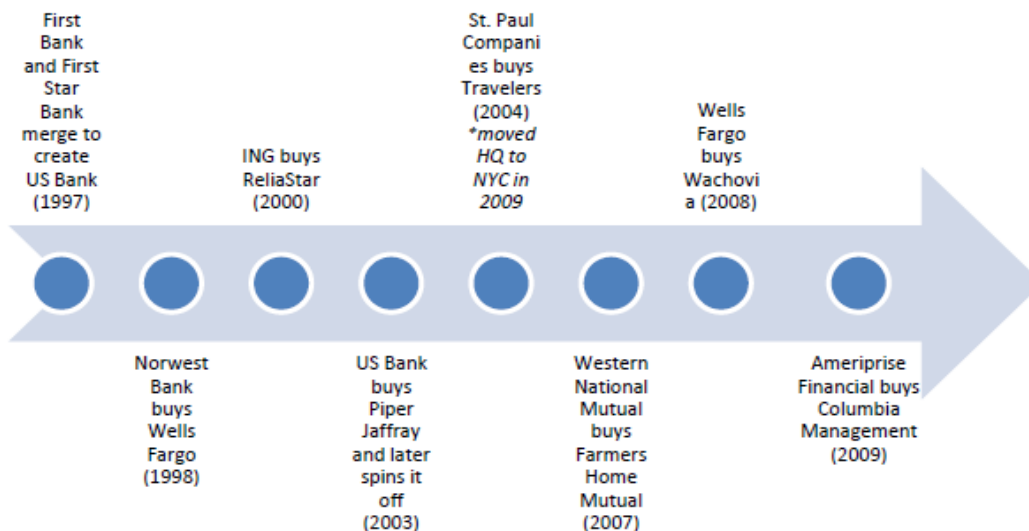 First
Bank
and First
Star
Bank
merge to
create
US Bank
(1997)
Norwest
Bank
buys
Wells
Fargo
(1998)
ING buys
ReliaStar
(2000)
US Bank
buys
Piper
Jaffray
and later
spins it
off
(2003)
St. Paul
Compani
es buys
Travelers
(2004)
*moved
HQ to
NYC in
2009
Western
National
Mutual
buys
Farmers
Home
Mutual
(2007)
Wells
Fargo
buys
Wachovi
a (2008)
Ameriprise
Financial buys
Columbia
Management
(2009)